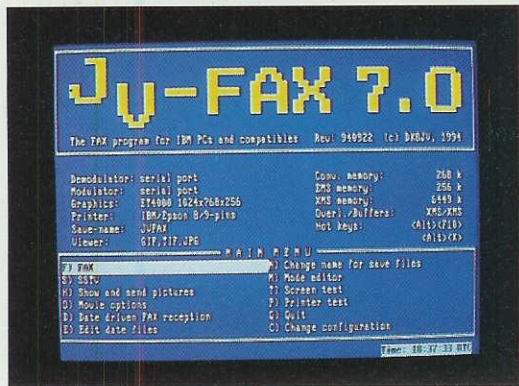 JV-FAX 7.0
The FAX program for IBM PCs and compatibles Rev: 940922 (c) DK8JV, 1994
Demodulator: serial port
Modulator: serial port
Graphics: ET4000 1024x768x256
Printer: IBM/Epson 8/9-pins
Save-name: JVFAX
Viewer: GIF,TIF,JPG
Conv. memory: 268 k
EMS memory: 256 k
XMS memory: 6449 k
Overl./Buffers: XMS/XMS
Hot keys: <Alt><F10>
<Alt><X>
MAIN MENU
F) FAX
S) SSTV
H) Show and send pictures
O) Movie options
D) Date driven FAX reception
E) Edit date files
Change name for save files
M) Mode editor
T) Screen test
P) Printer test
Q) Quit
C) Change configuration
Time: 18:37:33 UTC